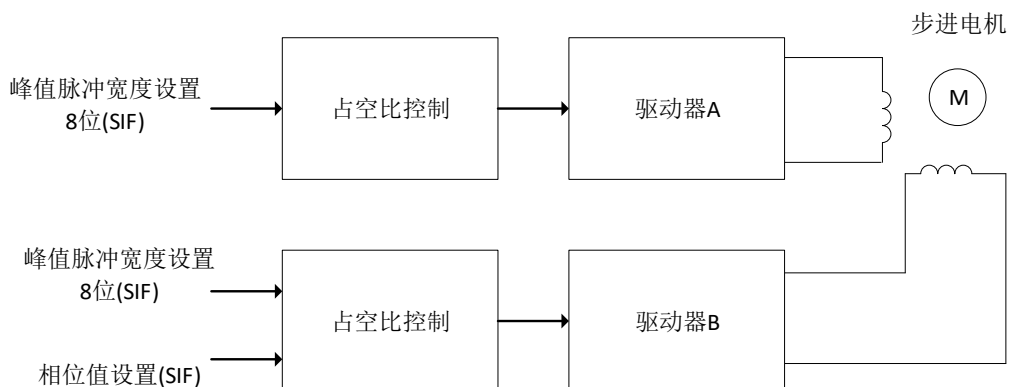 步进电机
峰值脉冲宽度设置
8位(SIF)
占空比控制
驱动器A
M
峰值脉冲宽度设置
8位(SIF)
占空比控制
驱动器B
相位值设置(SIF)